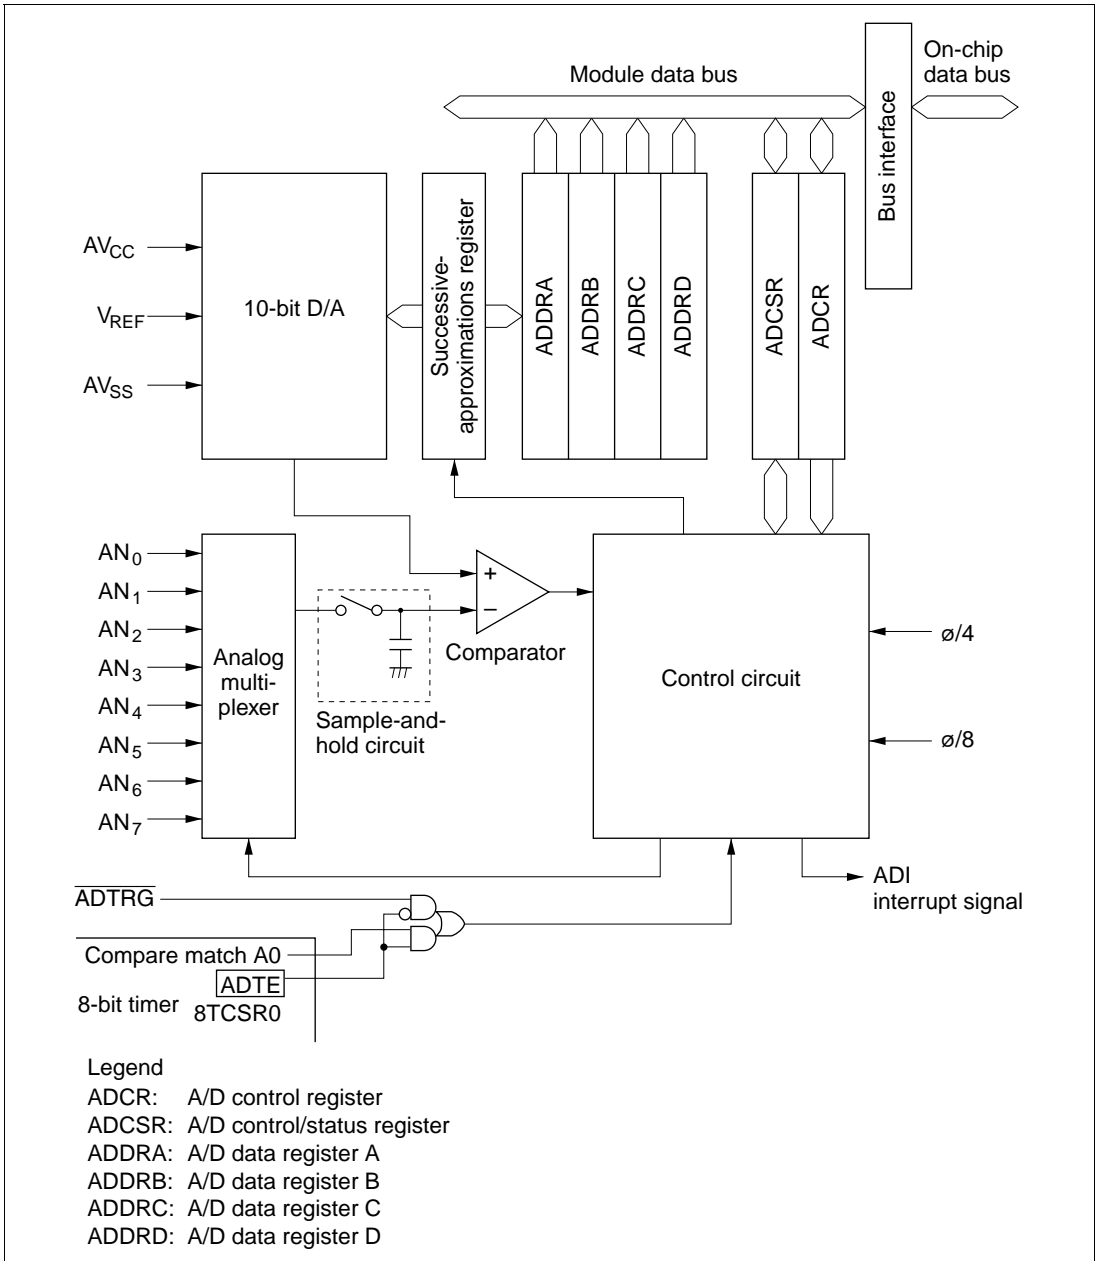 Module data bus
On-chip
data bus
Bus interface
AVCC
VREF
AVSS
10-bit D/A
Successive-
approximations register
ADDRA
ADDRB
ADDRC
ADDRD
ADCSR
ADCR
AN0
AN1
AN2
AN3
AN4
AN5
AN6
AN7
Analog
multi-
plexer
Sample-and-
hold circuit
+
−
Comparator
Control circuit
ø/4
ø/8
ADI
interrupt signal
ADTRG
Compare match A0
ADTE
8-bit timer
8TCSR0
Legend
ADCR: A/D control register
ADCSR: A/D control/status register
ADDRA: A/D data register A
ADDRB: A/D data register B
ADDRC: A/D data register C
ADDRD: A/D data register D